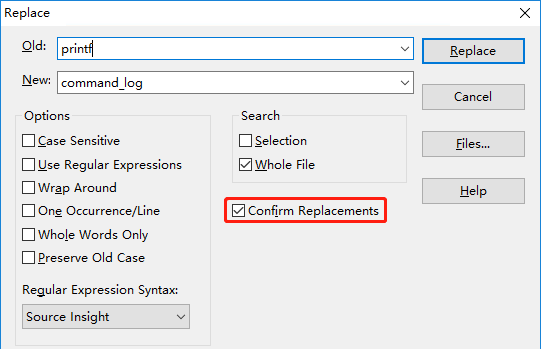 Replace
Old: printf
Replace
New: command_log
Cancel
Options
Search
Case Sensitive
Selection
Files...
Use Regular Expressions
Whole File
Wrap Around
Help
One Occurrence/Line
Confirm Replacements
Whole Words Only
Preserve Old Case
Regular Expression Syntax:
Source Insight